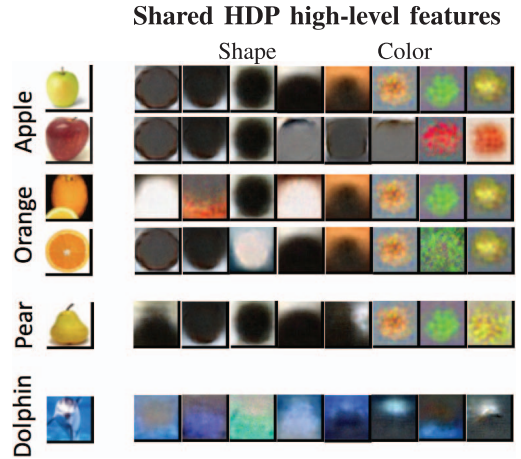 Shared HDP high-level features
Shape Color
Apple
Orange
Pear
Dolphin